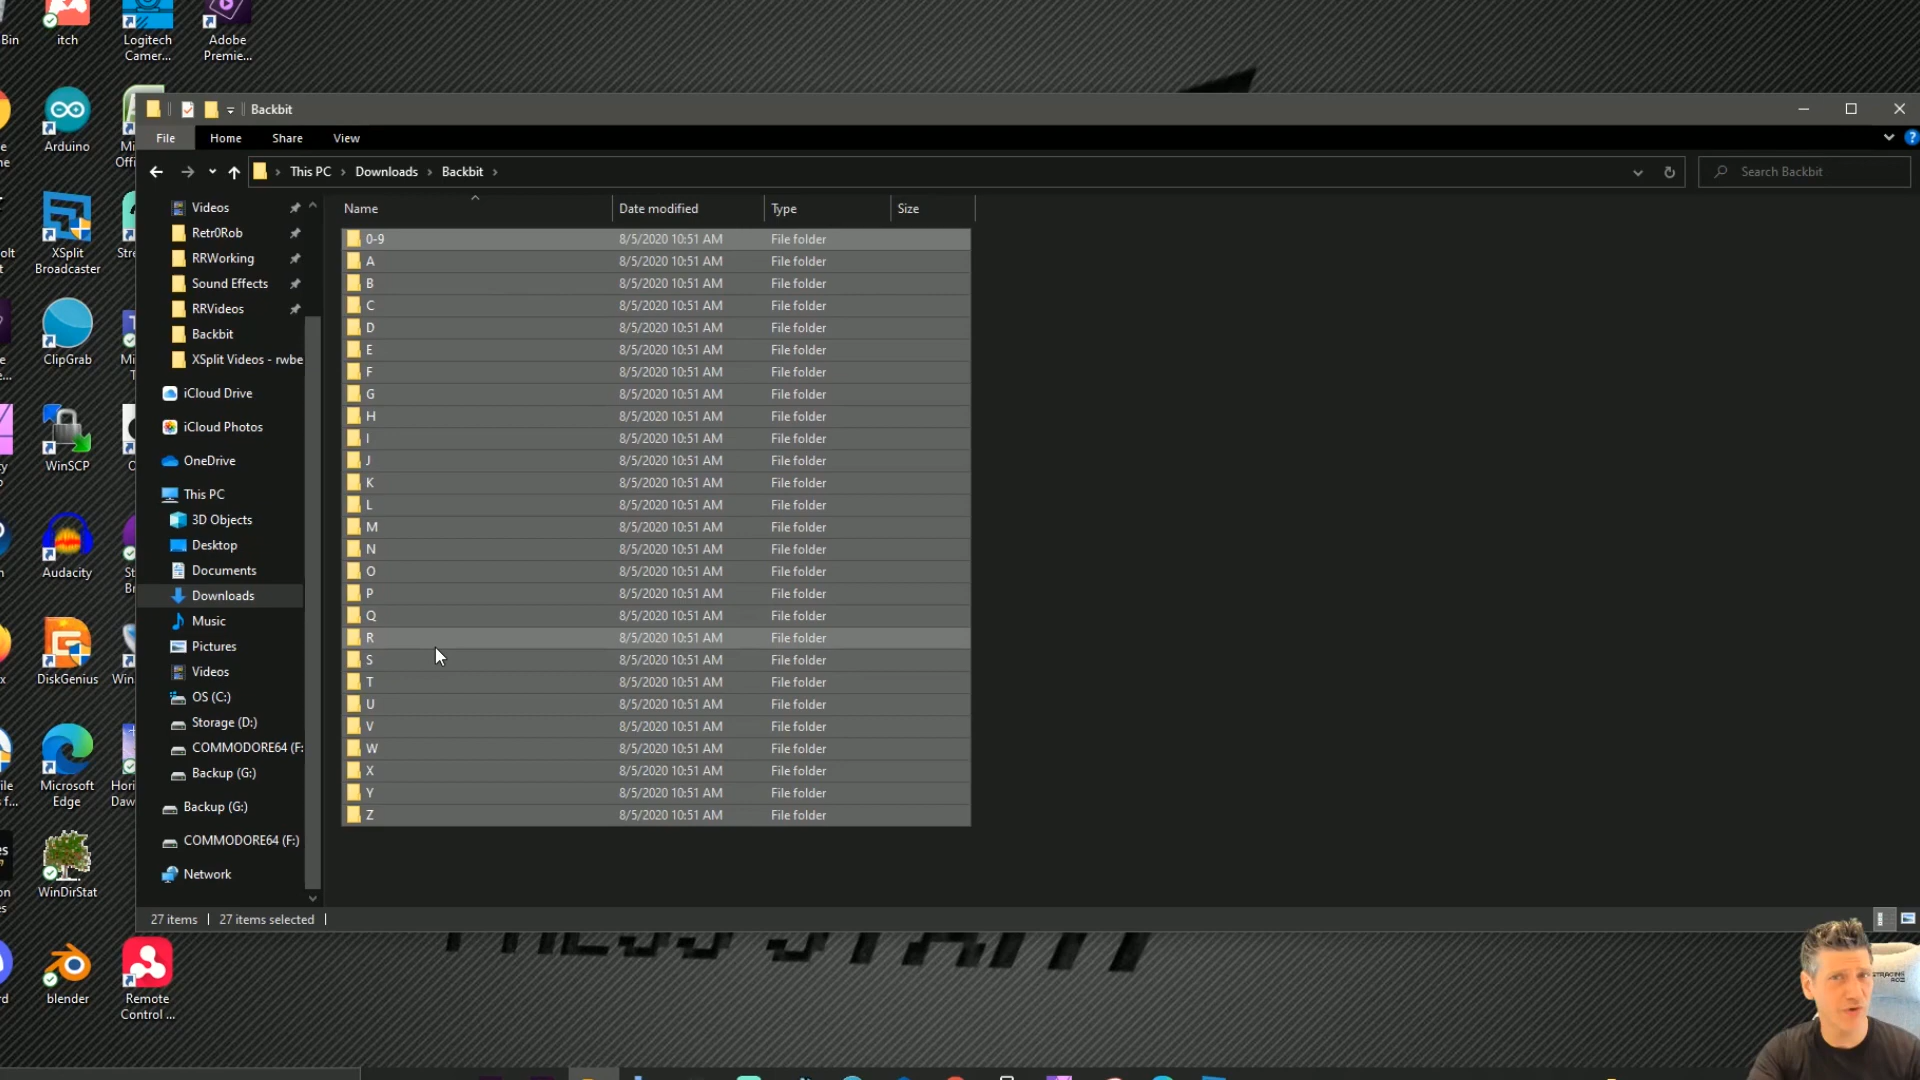 Bin
itch
Logitech
Camer...
Adobe
Premie...
Backbit
File
Home
Share
View
This PC
Downloads
Backbit
Search Backbit
Arduino
XSplit
Broadcaster
ClipGrab
WinSCP
Audacity
DiskGenius
Microsoft
Edge
WinDirStat
blender
Remote
Control ...
Videos
Retr0Rob
RRWorking
Sound Effects
RRVideos
Backbit
XSplit Videos - rwbe
iCloud Drive
iCloud Photos
OneDrive
This PC
3D Objects
Desktop
Documents
Downloads
Music
Pictures
Videos
OS (C:)
Storage (D:)
COMMODORE64 (F:
Backup (G:)
Backup (G:)
COMMODORE64 (F:)
Network
Name Date modified Type Size
0-9 8/5/2020 10:51 AM File folder
A 8/5/2020 10:51 AM File folder
B 8/5/2020 10:51 AM File folder
C 8/5/2020 10:51 AM File folder
D 8/5/2020 10:51 AM File folder
E 8/5/2020 10:51 AM File folder
F 8/5/2020 10:51 AM File folder
G 8/5/2020 10:51 AM File folder
H 8/5/2020 10:51 AM File folder
I 8/5/2020 10:51 AM File folder
J 8/5/2020 10:51 AM File folder
K 8/5/2020 10:51 AM File folder
L 8/5/2020 10:51 AM File folder
M 8/5/2020 10:51 AM File folder
N 8/5/2020 10:51 AM File folder
O 8/5/2020 10:51 AM File folder
P 8/5/2020 10:51 AM File folder
Q 8/5/2020 10:51 AM File folder
R 8/5/2020 10:51 AM File folder
S 8/5/2020 10:51 AM File folder
T 8/5/2020 10:51 AM File folder
U 8/5/2020 10:51 AM File folder
V 8/5/2020 10:51 AM File folder
W 8/5/2020 10:51 AM File folder
X 8/5/2020 10:51 AM File folder
Y 8/5/2020 10:51 AM File folder
Z 8/5/2020 10:51 AM File folder
27 items
27 items selected
PRESS START!